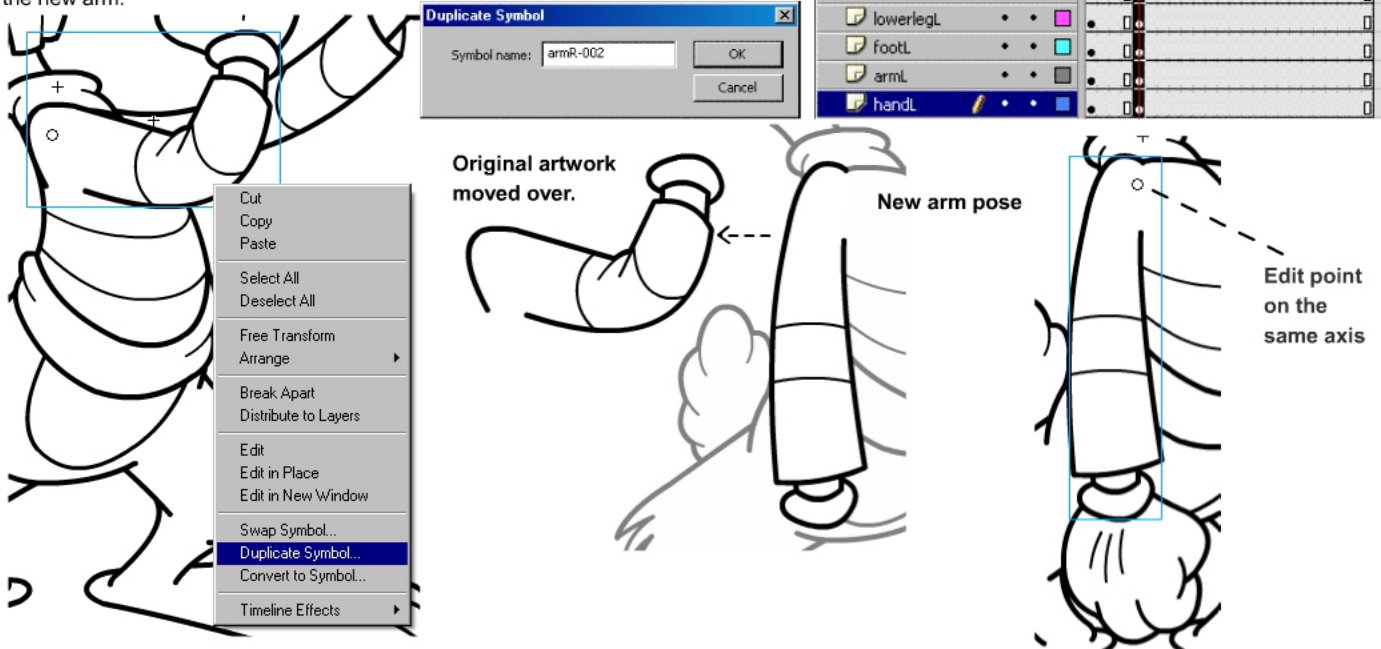 the new arm.
Duplicate Symbol
Symbol name: armR-002
OK
Cancel
lowerlegL
footL
armL
handL
Cut
Copy
Paste
Select All
Deselect All
Free Transform
Arrange
Break Apart
Distribute to Layers
Edit
Edit in Place
Edit in New Window
Swap Symbol...
Duplicate Symbol...
Convert to Symbol...
Timeline Effects
Original artwork
moved over.
New arm pose
Edit point
on the
same axis